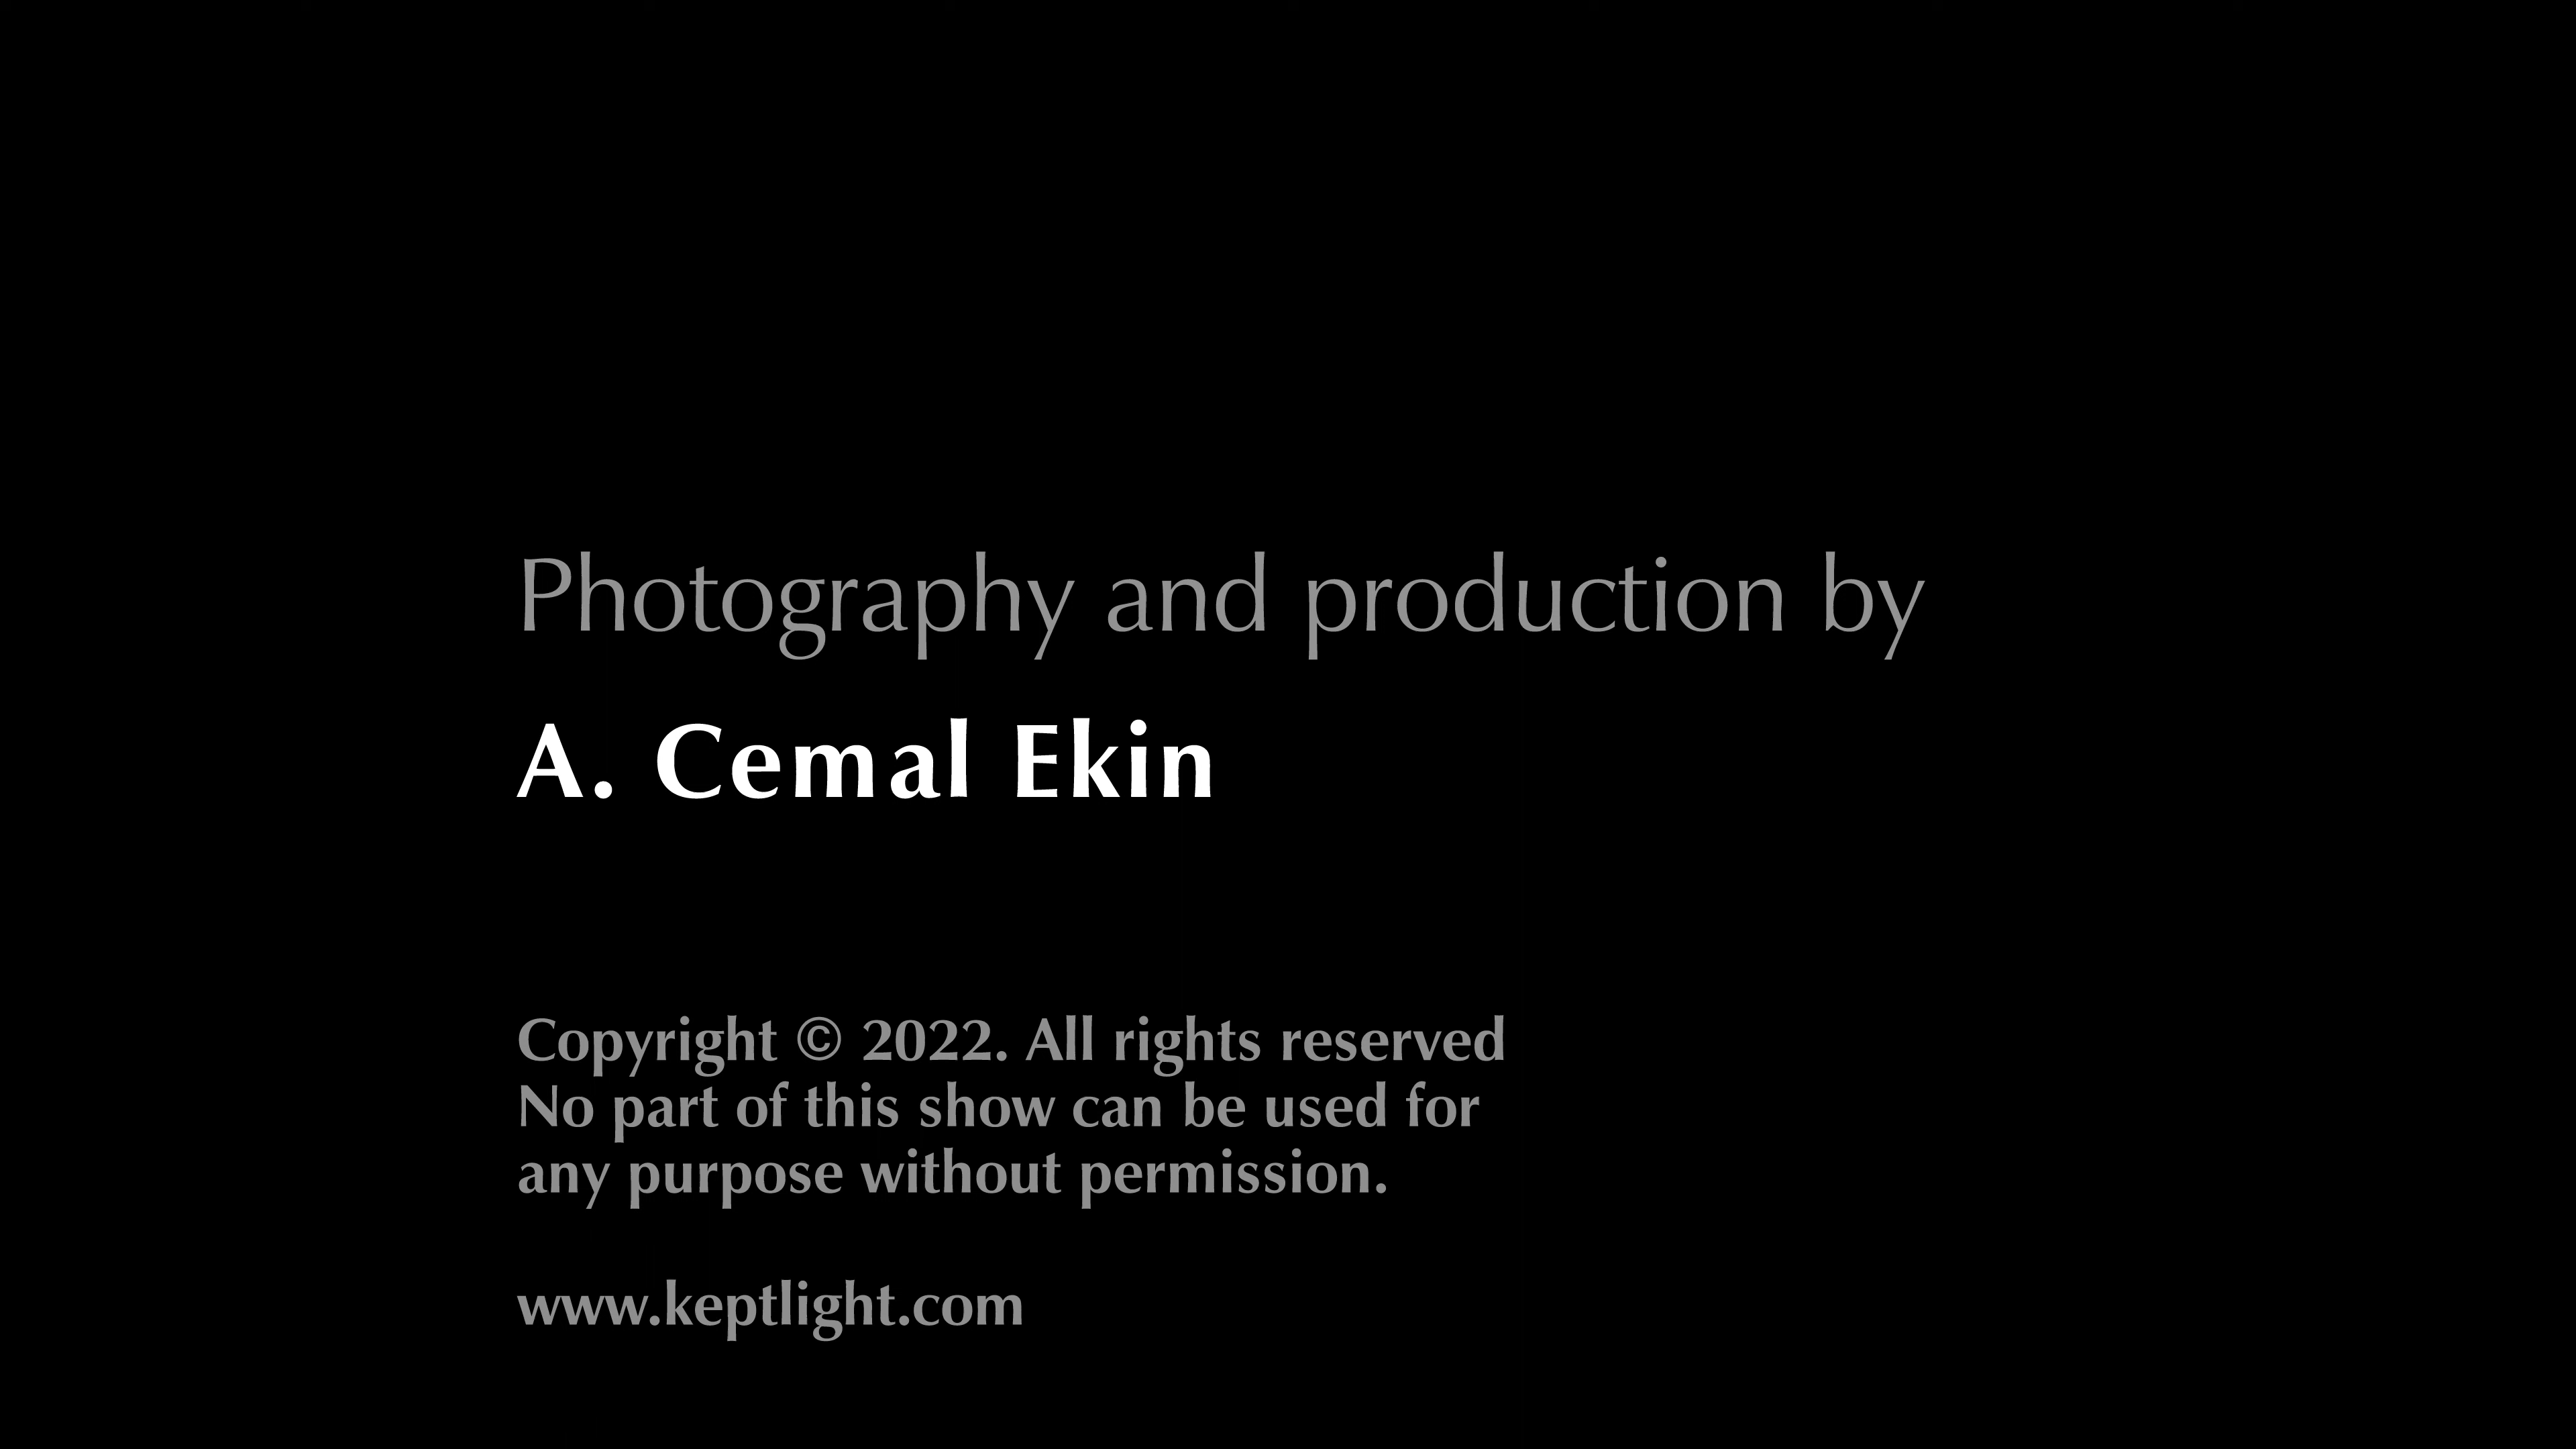 Photography and production by
A. Cemal Ekin
Copyright © 2022. All rights reserved
No part of this show can be used for
any purpose without permission.
www.keptlight.com